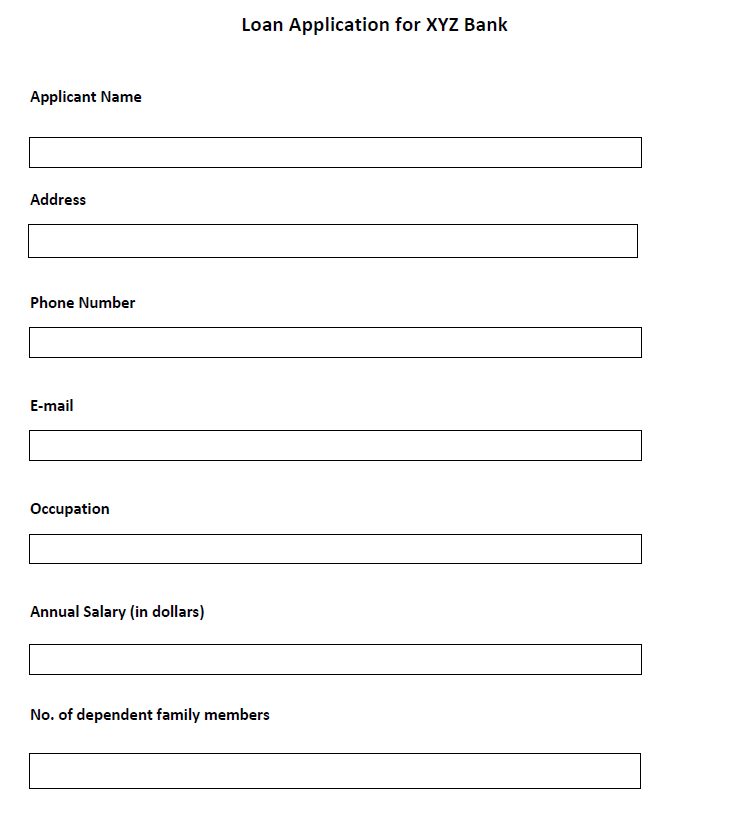 Loan Application for XYZ Bank
Applicant Name
Address
Phone Number
E-mail
Occupation
Annual Salary (in dollars)
No. of dependent family members